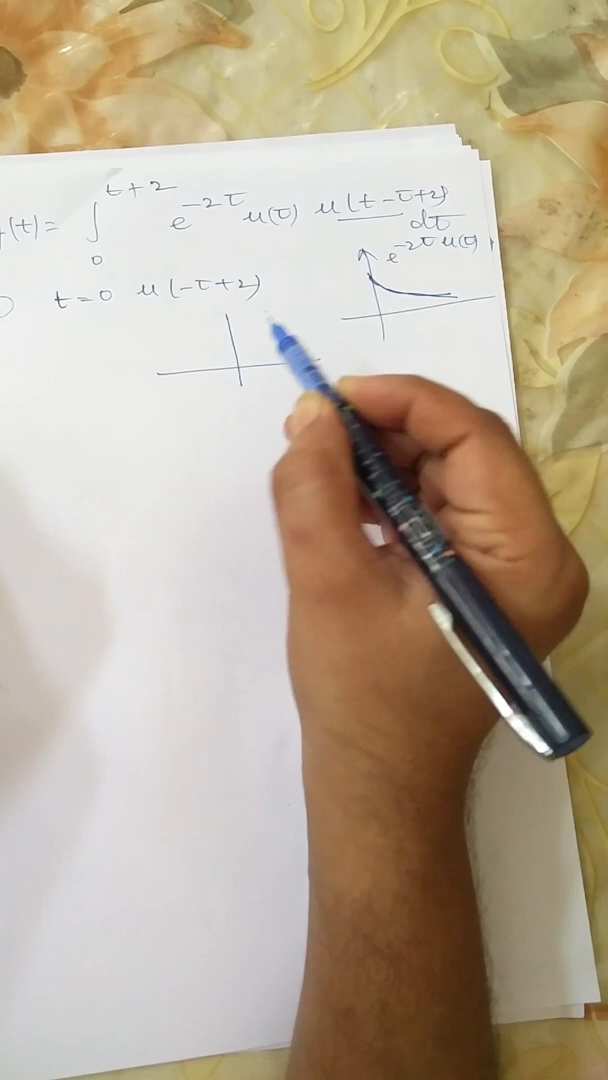 (t) = ∫₀^{t+2} e^{-2τ} u(τ) u(t-τ+2) dτ
e^{-2τ} u(τ)
t=0 u(-τ+2)